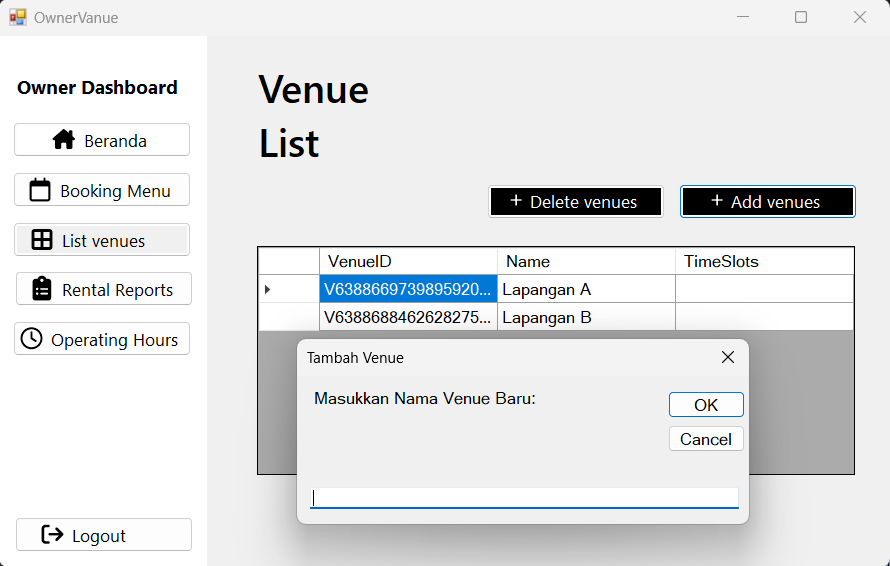 OwnerVanue
Owner Dashboard
Beranda
Booking Menu
List venues
Rental Reports
Operating Hours
Logout
Venue
List
+ Delete venues
+ Add venues
VenueID Name TimeSlots
V6388669739895920... Lapangan A
V6388688462628275... Lapangan B
Tambah Venue
Masukkan Nama Venue Baru:
OK
Cancel